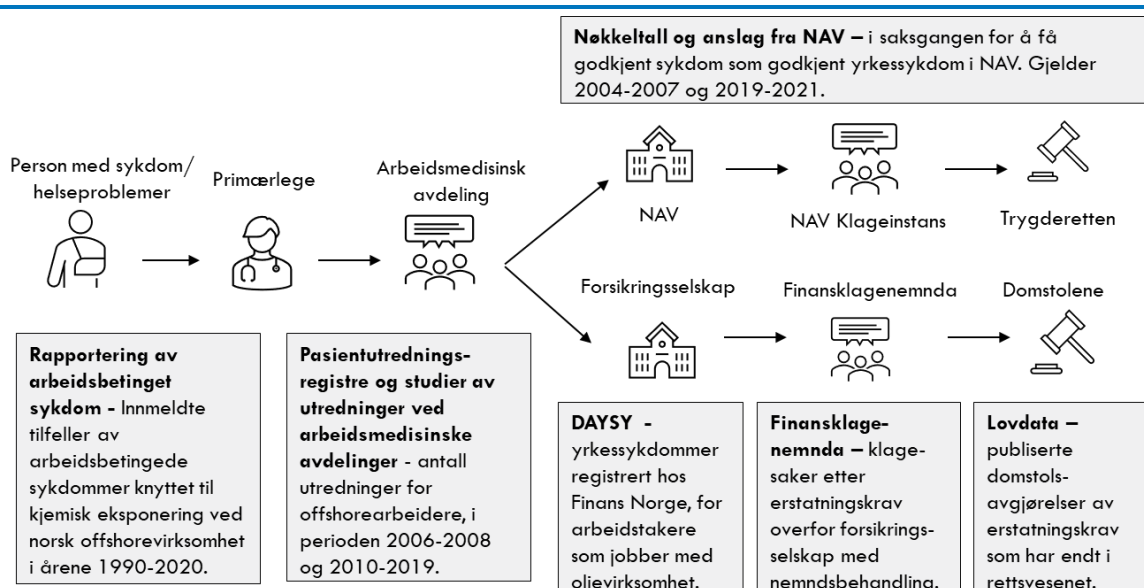 Nøkkeltall og anslag fra NAV – i saksgangen for å få
godkjent sykdom som godkjent yrkessykdom i NAV. Gjelder
2004-2007 og 2019-2021.
Person med sykdom/
helseproblemer
Primærlege
Arbeidsmedisinsk
avdeling
NAV
NAV Klageinstans
Trygderetten
Forsikringsselskap
Finansklagenemnda
Domstolene
Rapportering av
arbeidsbetinget
sykdom - Innmeldte
tilfeller av
arbeidsbetingede
sykdommer knyttet til
kjemisk eksponering ved
norsk offshorevirksomhet
i årene 1990-2020.
Pasientutrednings-
registre og studier av
utredninger ved
arbeidsmedisinske
avdelinger - antall
utredninger for
offshorearbeidere, i
perioden 2006-2008
og 2010-2019.
DAYSY -
yrkessykdommer
registrert hos
Finans Norge, for
arbeidstakere
som jobber med
oljevirksomhet.
Finansklage-
nemnda – klage-
saker etter
erstatningskrav
overfor forsikrings-
selskap med
nemndsbehandling.
Lovdata –
publiserte
domstols-
avgjørelser av
erstatningskrav
som har endt i
rettsvesenet.